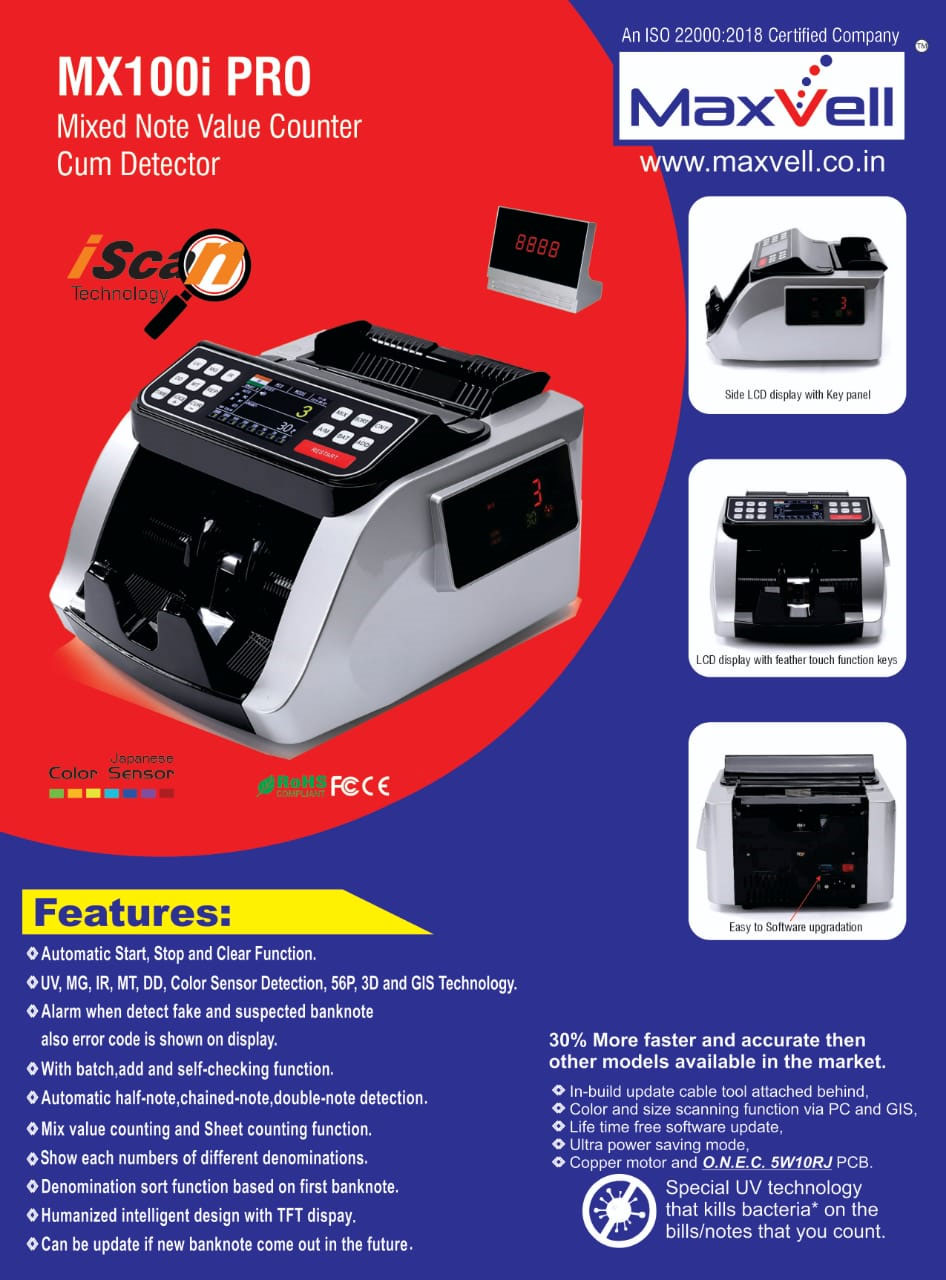 An ISO 22000:2018 Certified Company
TM
MaxVell
www.maxvell.co.in
MX100i PRO
Mixed Note Value Counter
Cum Detector
iScan
Technology
8888
RESTART
3
30
3
Side LCD display with Key panel
LCD display with feather touch function keys
Easy to Software upgradation
Japanese
Color Sensor
RoHS
COMPLIANT
FC CE
Features:
Automatic Start, Stop and Clear Function.
UV, MG, IR, MT, DD, Color Sensor Detection, 56P, 3D and GIS Technology.
Alarm when detect fake and suspected banknote
also error code is shown on display.
With batch,add and self-checking function.
Automatic half-note,chained-note,double-note detection.
Mix value counting and Sheet counting function.
Show each numbers of different denominations.
Denomination sort function based on first banknote.
Humanized intelligent design with TFT dispay.
Can be update if new banknote come out in the future.
30% More faster and accurate then
other models available in the market.
In-build update cable tool attached behind,
Color and size scanning function via PC and GIS,
Life time free software update,
Ultra power saving mode,
Copper motor and O.N.E.C. 5W10RJ PCB.
Special UV technology
that kills bacteria* on the
bills/notes that you count.